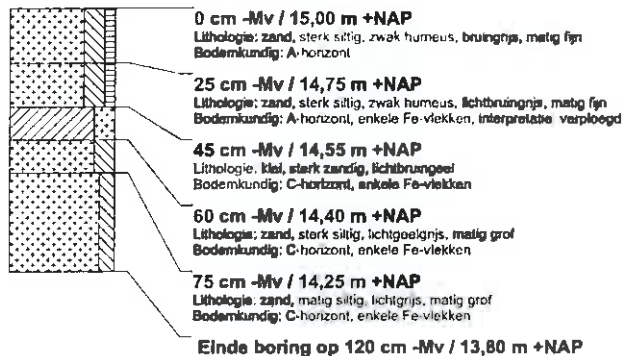 0 cm -Mv / 15,00 m +NAP
Lithologie: zand, sterk siltig, zwak humeus, bruingrijs, matig fijn
Bodemkundig: A-horizont
25 cm -Mv / 14,75 m +NAP
Lithologie: zand, sterk siltig, zwak humeus, lichtbruingrijs, matig fijn
Bodemkundig: A-horizont, enkele Fe-vlekken, interpretatie verploegd
45 cm -Mv / 14,55 m +NAP
Lithologie: klei, sterk zandig, lichtbruingeel
Bodemkundig: C-horizont, enkele Fe-vlekken
60 cm -Mv / 14,40 m +NAP
Lithologie: zand, sterk siltig, lichtgeelgrijs, matig grof
Bodemkundig: C-horizont, enkele Fe-vlekken
75 cm -Mv / 14,25 m +NAP
Lithologie: zand, matig siltig, lichtgrijs, matig grof
Bodemkundig: C-horizont, enkele Fe-vlekken
Einde boring op 120 cm -Mv / 13,80 m +NAP